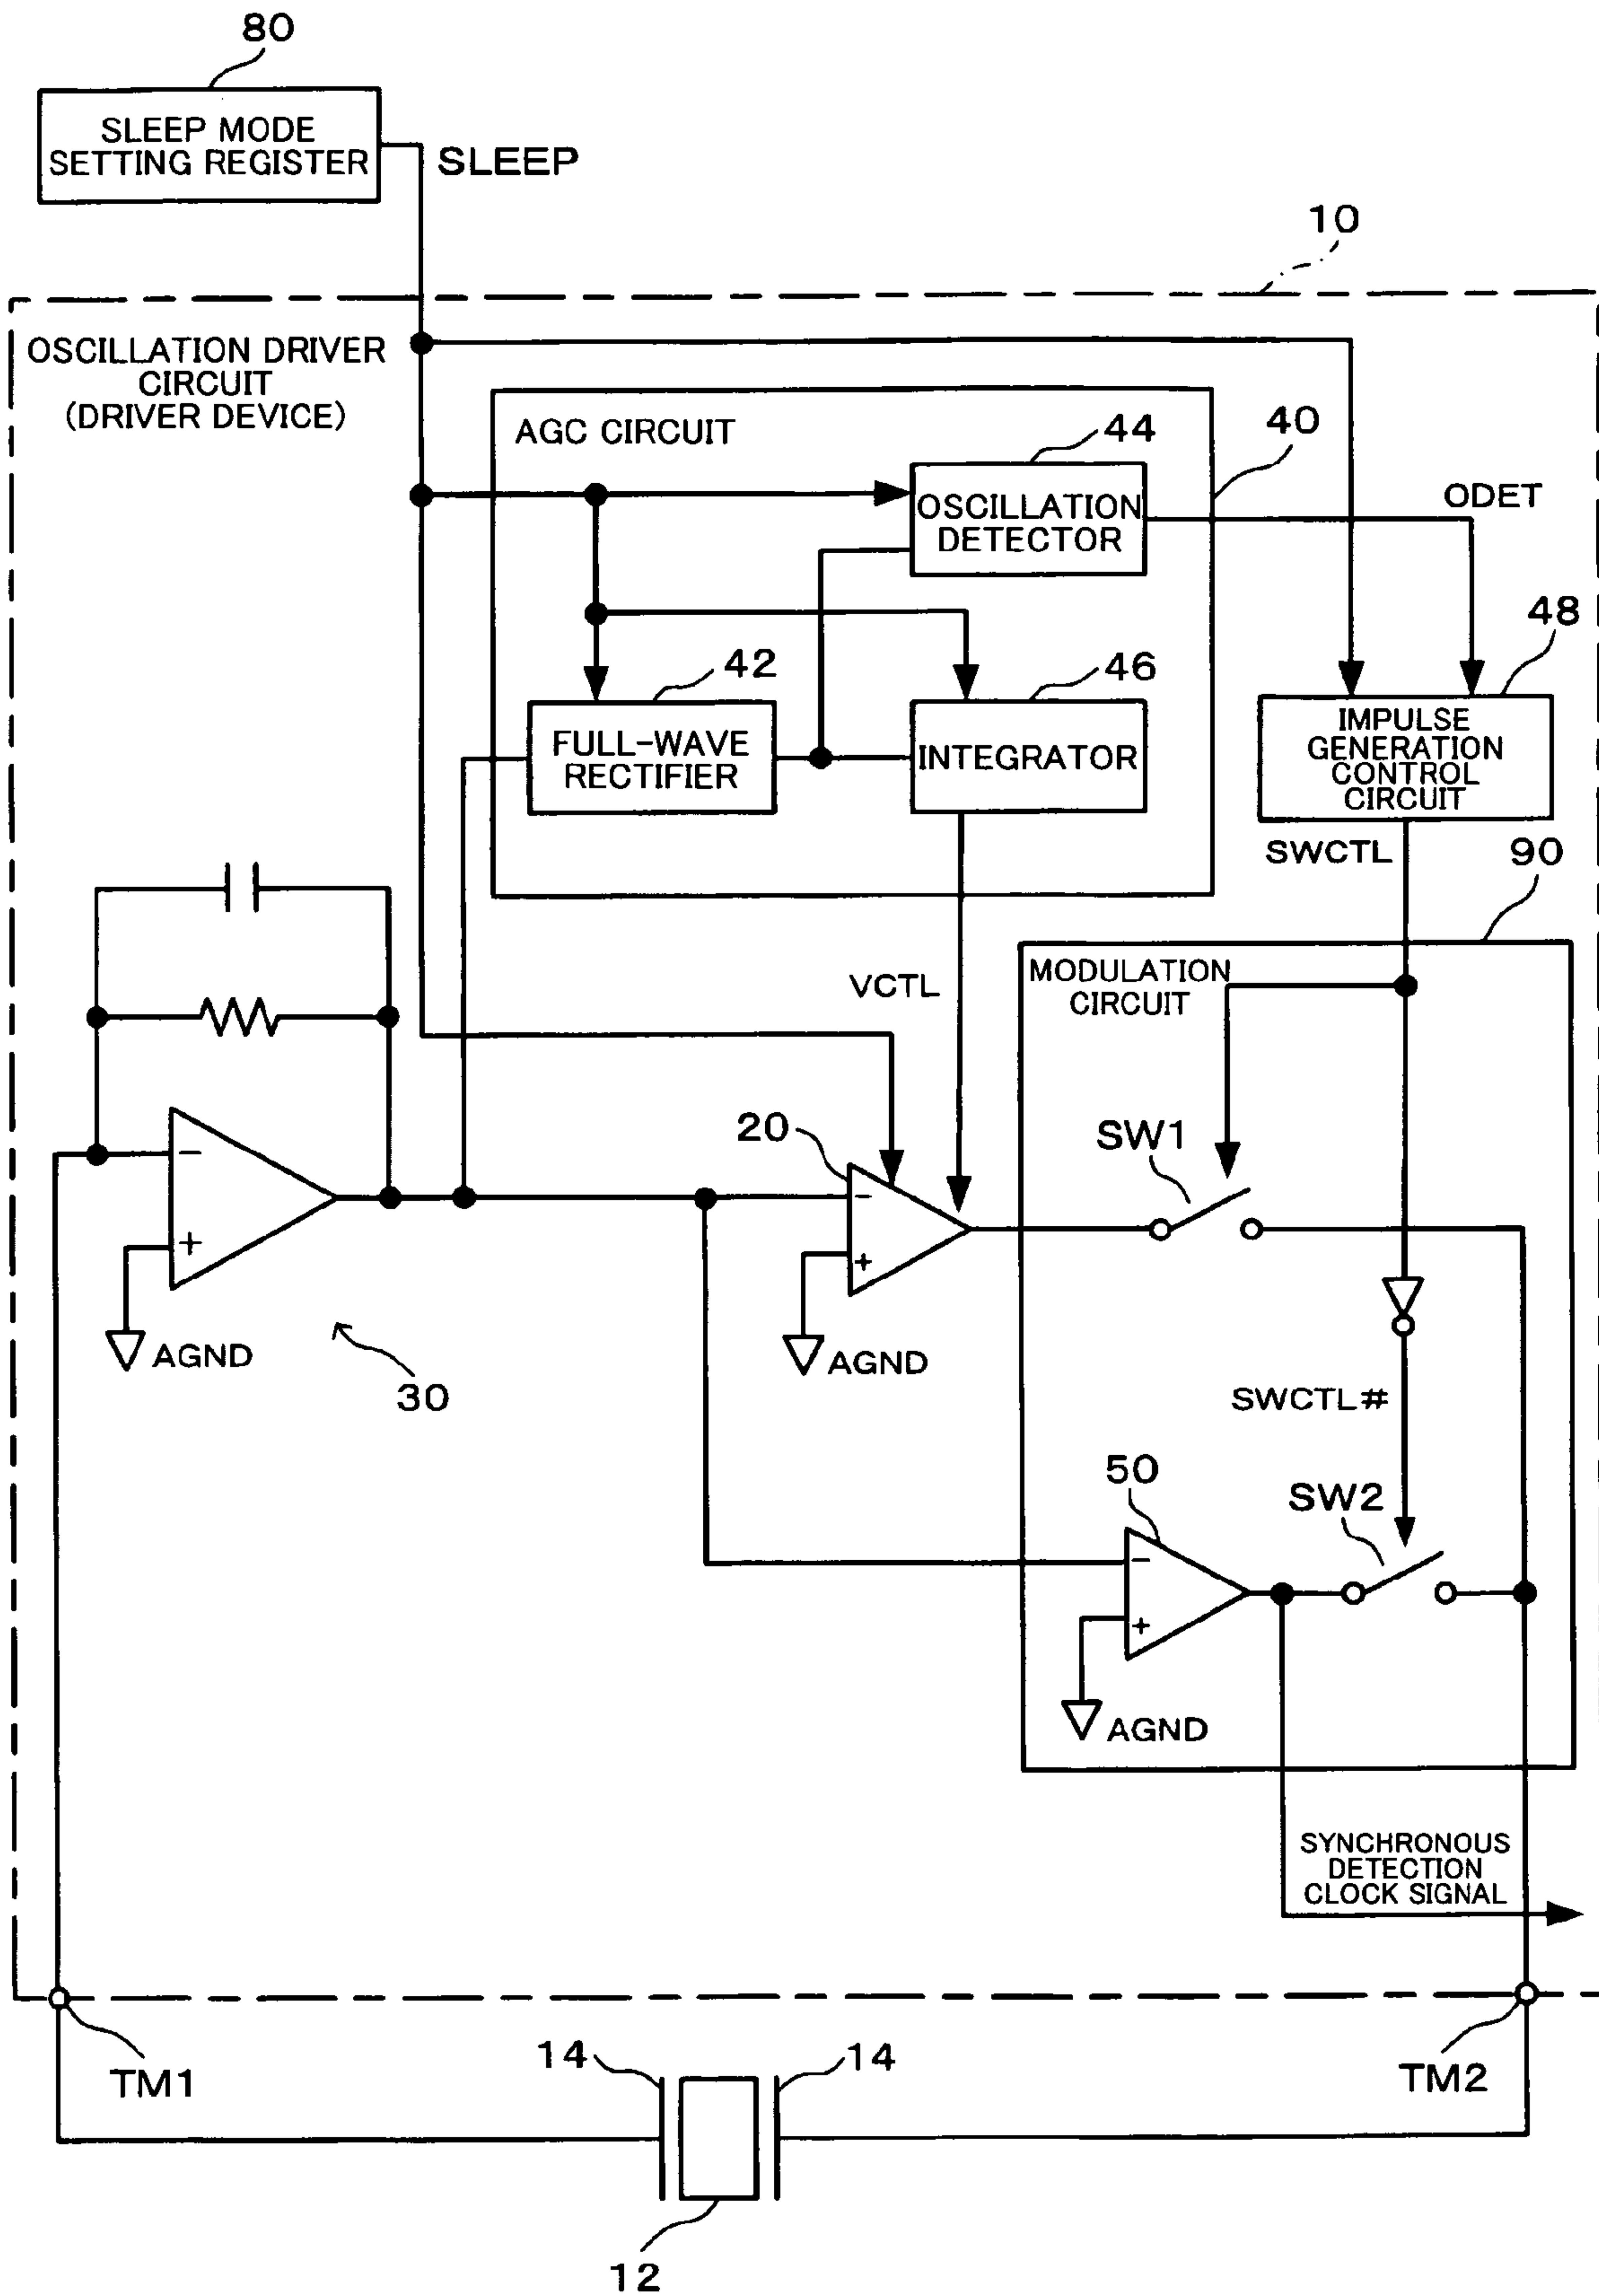 80
SLEEP MODE
SETTING REGISTER
SLEEP
10
OSCILLATION DRIVER
CIRCUIT
(DRIVER DEVICE)
AGC CIRCUIT
44
40
OSCILLATION
DETECTOR
ODET
48
42
46
FULL-WAVE
RECTIFIER
INTEGRATOR
IMPULSE
GENERATION
CONTROL
CIRCUIT
SWCTL
90
MODULATION
CIRCUIT
VCTL
20
SW1
−
+
−
+
AGND
AGND
30
SWCTL#
50
SW2
−
+
AGND
SYNCHRONOUS
DETECTION
CLOCK SIGNAL
TM1
14
14
TM2
12